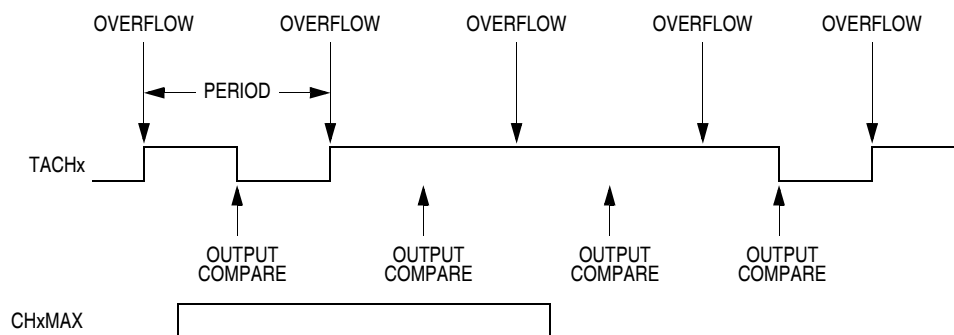 OVERFLOW OVERFLOW OVERFLOW OVERFLOW OVERFLOW
PERIOD
TACHx
OUTPUT OUTPUT OUTPUT OUTPUT
COMPARE COMPARE COMPARE COMPARE
CHxMAX